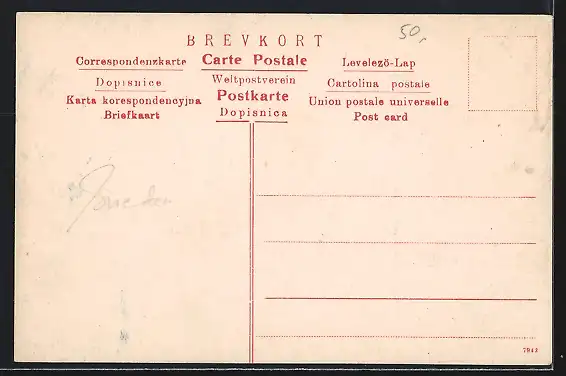 50,
BREVKORT
Correspondenzkarte Carte Postale Levelezö-Lap
Dopisnice Weltpostverein Cartolina postale
Karta korespondencyjna Postkarte Union postale universelle
Briefkaart Dopisnica Post card
7943